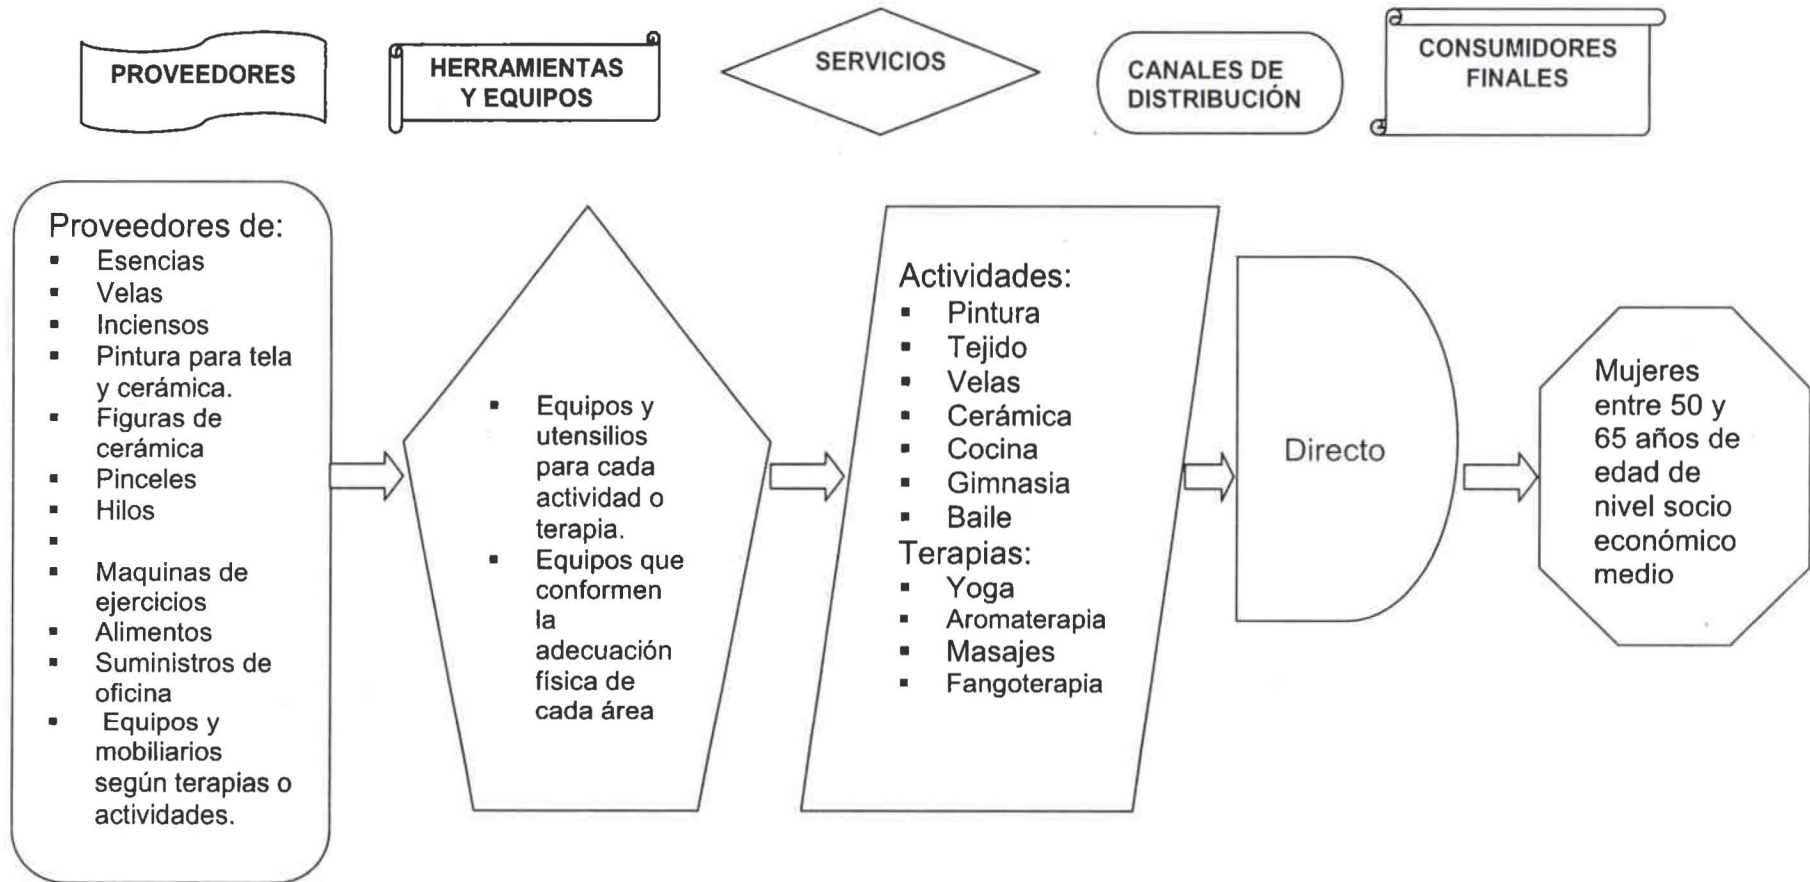 PROVEEDORES
HERRAMIENTAS
Y EQUIPOS
SERVICIOS
CANALES DE
DISTRIBUCIÓN
CONSUMIDORES
FINALES
Proveedores de:
▪ Esencias
▪ Velas
▪ Inciensos
▪ Pintura para tela
y cerámica.
▪ Figuras de
cerámica
▪ Pinceles
▪ Hilos
▪
▪ Maquinas de
ejercicios
▪ Alimentos
▪ Suministros de
oficina
▪ Equipos y
mobiliarios
según terapias o
actividades.
▪ Equipos y
utensilios
para cada
actividad o
terapia.
▪ Equipos que
conformen
la
adecuación
física de
cada área
Actividades:
▪ Pintura
▪ Tejido
▪ Velas
▪ Cerámica
▪ Cocina
▪ Gimnasia
▪ Baile
Terapias:
▪ Yoga
▪ Aromaterapia
▪ Masajes
▪ Fangoterapia
Directo
Mujeres
entre 50 y
65 años de
edad de
nivel socio
económico
medio